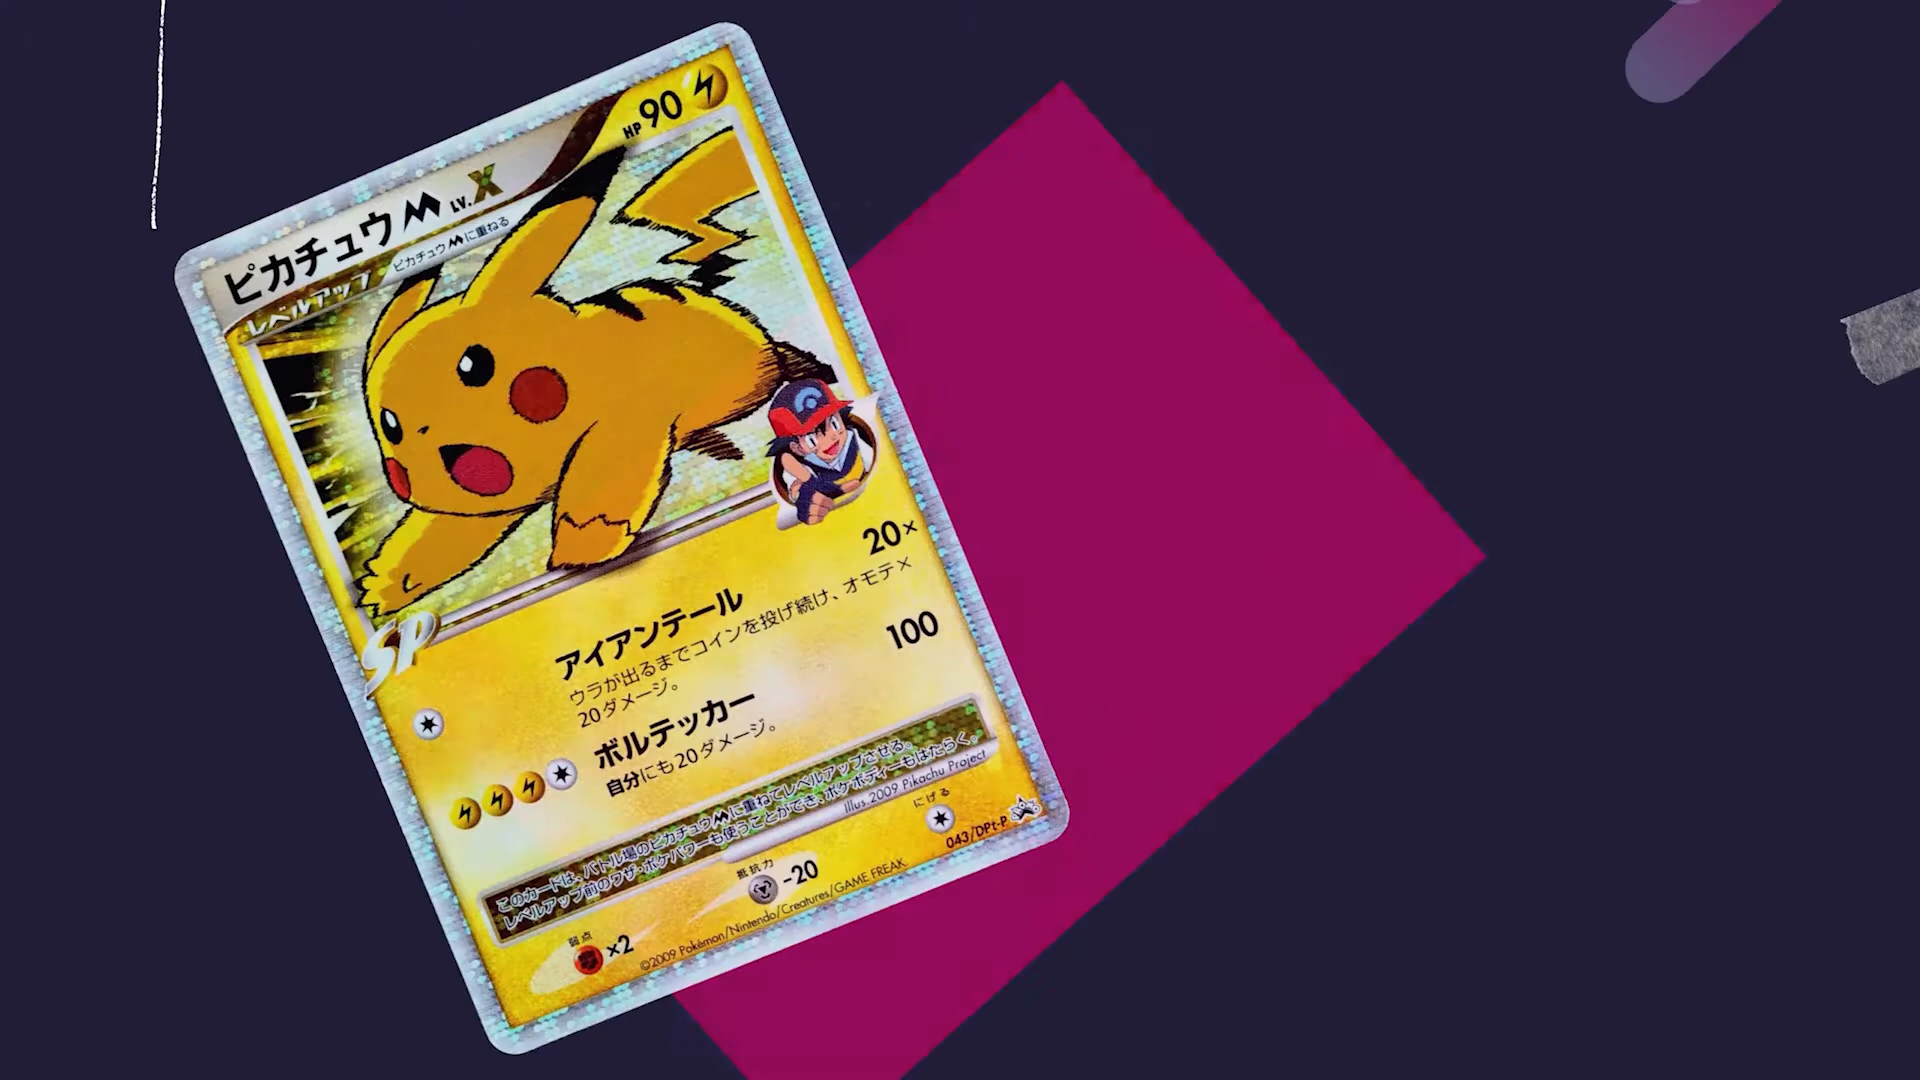 ピカチュウM LV.X
HP 90
レベルアップ
ピカチュウMに重ねる
SP
アイアンテール 20×
ウラが出るまでコインを投げ続け、オモテ×
20ダメージ。
ボルテッカー 100
自分にも20ダメージ。
このカードは、バトル場のピカチュウMに重ねてレベルアップさせる。
レベルアップ前のワザ・ポケパワーも使うことができ、ポケボディーもはたらく。
Illus. 2009 Pikachu Project
弱点
×2
抵抗力
-20
にげる
043/DPt-P
©2009 Pokémon/Nintendo/Creatures/GAME FREAK.